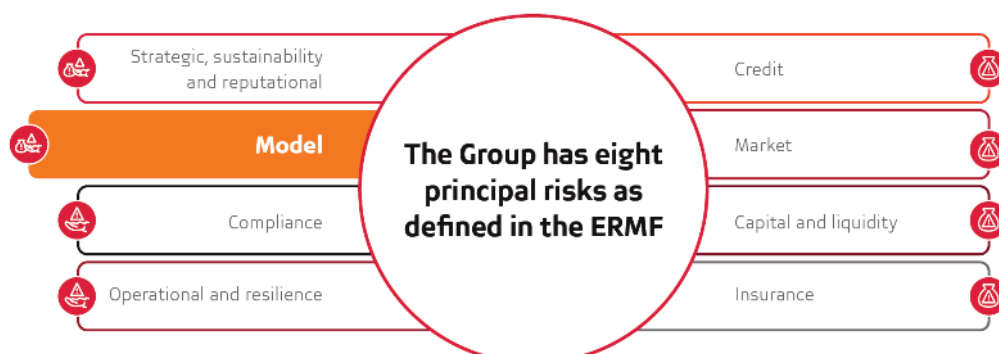 Strategic, sustainability
and reputational
Model
Compliance
Operational and resilience
The Group has eight
principal risks as
defined in the ERMF
Credit
Market
Capital and liquidity
Insurance